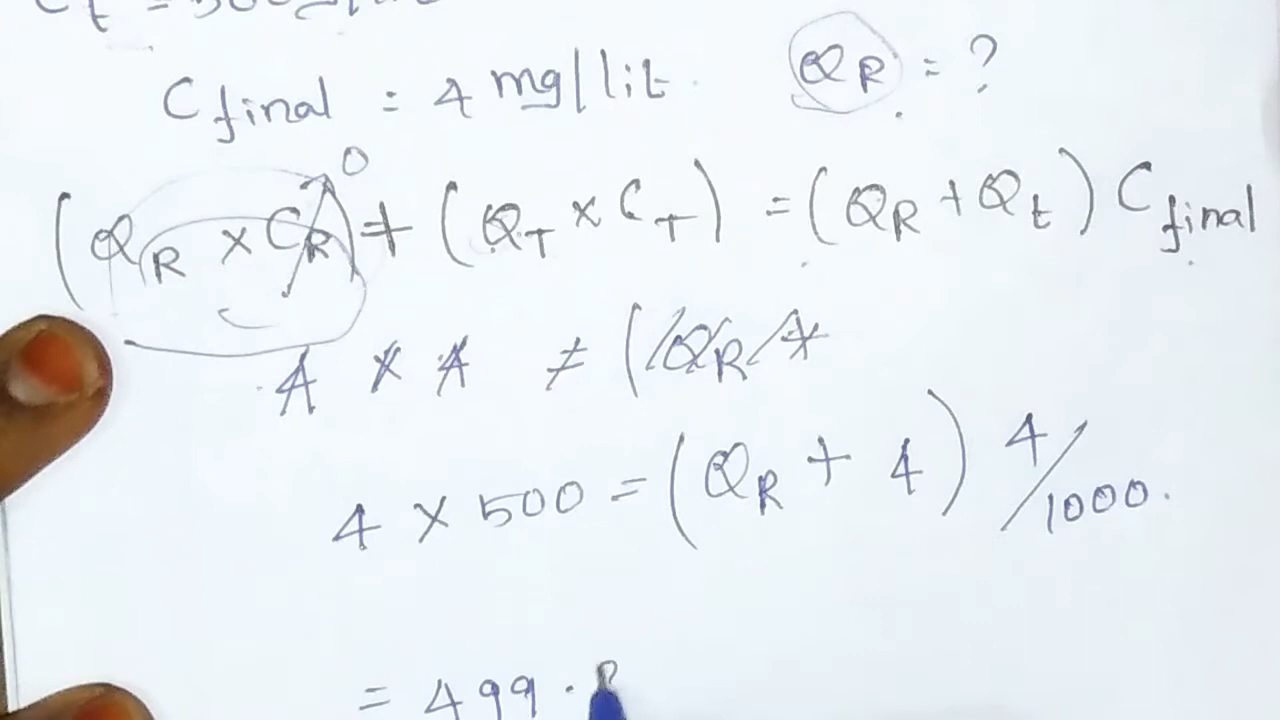 C final = 4 mg/lit. QR = ?
(QR × CR)⁰ + (QT × CT) = (QR + Qt) C final
4 × 4 ≠ (QR +
4 × 500 = (QR + 4) 4/1000.
= 499.